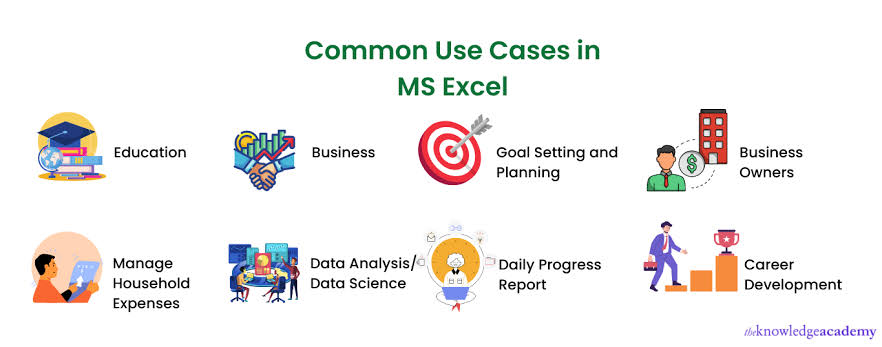 Common Use Cases in
MS Excel
Education
Business
Goal Setting and
Planning
Business
Owners
Manage
Household
Expenses
Data Analysis/
Data Science
Daily Progress
Report
Career
Development
theknowledgeacademy